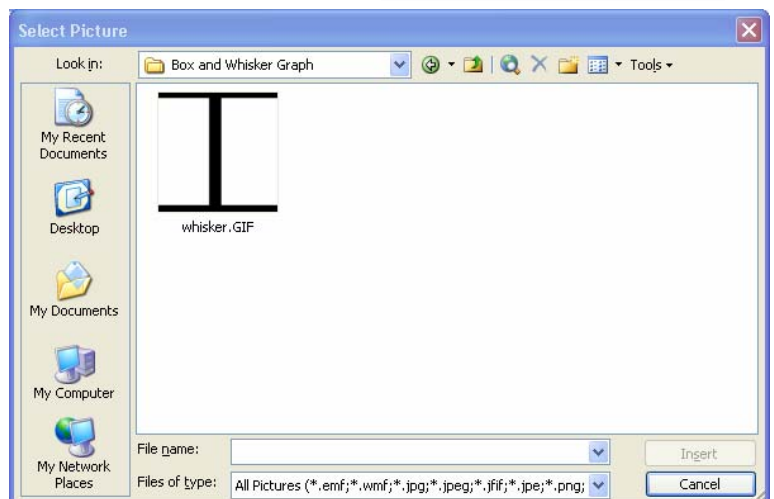 Select Picture
Look in:
Box and Whisker Graph
Tools
My Recent
Documents
Desktop
My Documents
My Computer
My Network
Places
whisker.GIF
File name:
Insert
Files of type:
All Pictures (*.emf;*.wmf;*.jpg;*.jpeg;*.jfif;*.jpe;*.png;
Cancel